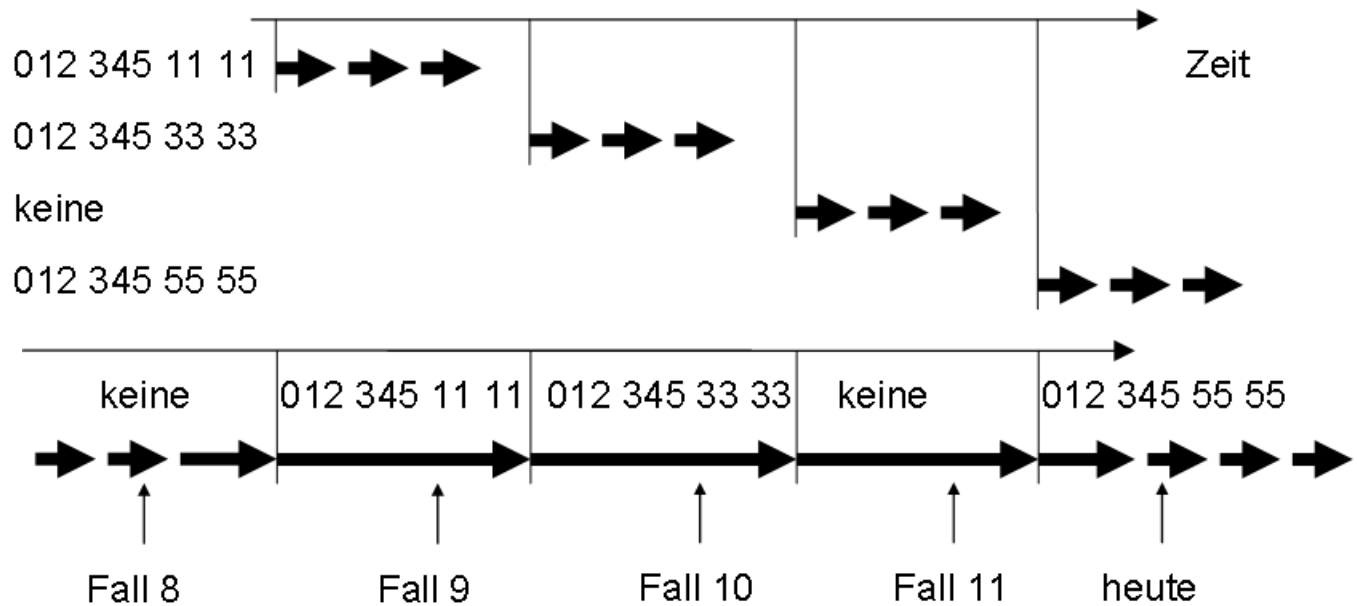 012 345 11 11
Zeit
012 345 33 33
keine
012 345 55 55
keine 012 345 11 11 012 345 33 33 keine 012 345 55 55
Fall 8 Fall 9 Fall 10 Fall 11 heute